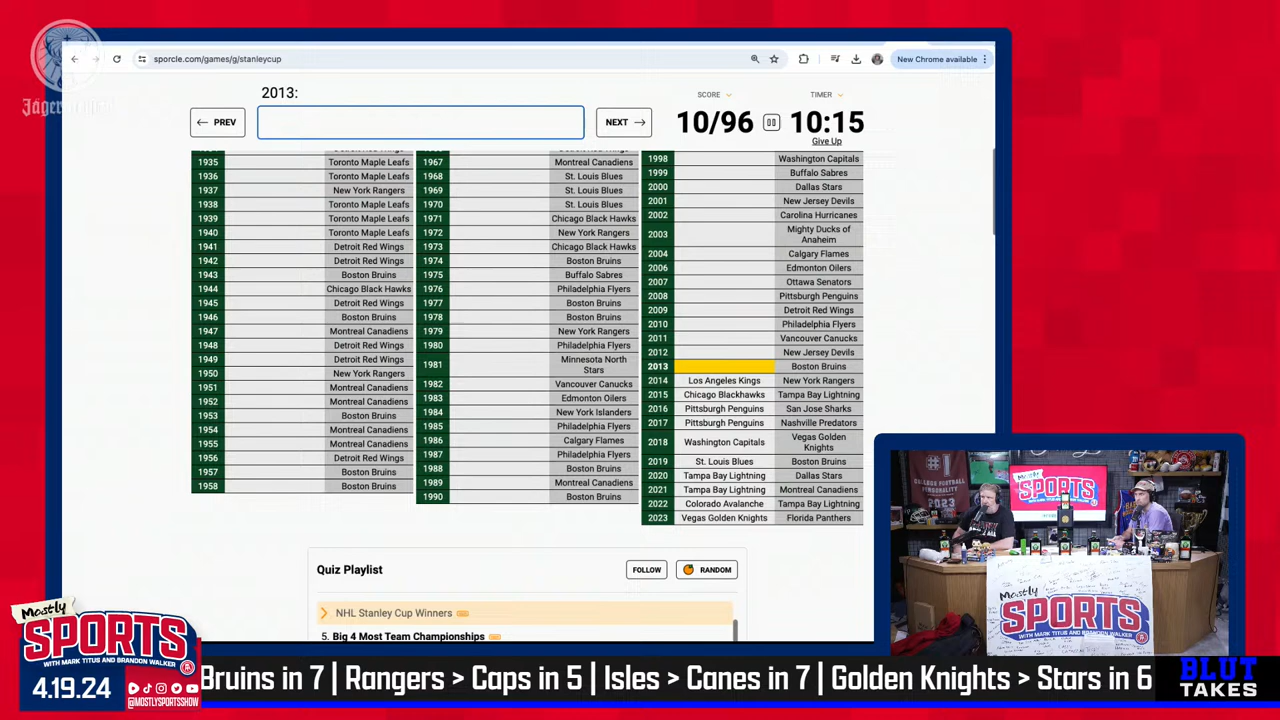 Jägermeister
sporcle.com/games/g/stanleycup
New Chrome available
2013:
← PREV
NEXT →
SCORE
10/96
TIMER
10:15
Give Up
1935 Toronto Maple Leafs
1936 Toronto Maple Leafs
1937 New York Rangers
1938 Toronto Maple Leafs
1939 Toronto Maple Leafs
1940 Toronto Maple Leafs
1941 Detroit Red Wings
1942 Detroit Red Wings
1943 Boston Bruins
1944 Chicago Black Hawks
1945 Detroit Red Wings
1946 Boston Bruins
1947 Montreal Canadiens
1948 Detroit Red Wings
1949 Detroit Red Wings
1950 New York Rangers
1951 Montreal Canadiens
1952 Montreal Canadiens
1953 Boston Bruins
1954 Montreal Canadiens
1955 Montreal Canadiens
1956 Detroit Red Wings
1957 Boston Bruins
1958 Boston Bruins
1967 Montreal Canadiens
1968 St. Louis Blues
1969 St. Louis Blues
1970 St. Louis Blues
1971 Chicago Black Hawks
1972 New York Rangers
1973 Chicago Black Hawks
1974 Boston Bruins
1975 Buffalo Sabres
1976 Philadelphia Flyers
1977 Boston Bruins
1978 Boston Bruins
1979 New York Rangers
1980 Philadelphia Flyers
1981 Minnesota North
Stars
1982 Vancouver Canucks
1983 Edmonton Oilers
1984 New York Islanders
1985 Philadelphia Flyers
1986 Calgary Flames
1987 Philadelphia Flyers
1988 Boston Bruins
1989 Montreal Canadiens
1990 Boston Bruins
1998 Washington Capitals
1999 Buffalo Sabres
2000 Dallas Stars
2001 New Jersey Devils
2002 Carolina Hurricanes
2003 Mighty Ducks of
Anaheim
2004 Calgary Flames
2006 Edmonton Oilers
2007 Ottawa Senators
2008 Pittsburgh Penguins
2009 Detroit Red Wings
2010 Philadelphia Flyers
2011 Vancouver Canucks
2012 New Jersey Devils
2013 Boston Bruins
2014 Los Angeles Kings New York Rangers
2015 Chicago Blackhawks Tampa Bay Lightning
2016 Pittsburgh Penguins San Jose Sharks
2017 Pittsburgh Penguins Nashville Predators
2018 Washington Capitals Vegas Golden
Knights
2019 St. Louis Blues Boston Bruins
2020 Tampa Bay Lightning Dallas Stars
2021 Tampa Bay Lightning Montreal Canadiens
2022 Colorado Avalanche Tampa Bay Lightning
2023 Vegas Golden Knights Florida Panthers
Quiz Playlist
FOLLOW
RANDOM
NHL Stanley Cup Winners
5. Big 4 Most Team Championships
#1
COLLEGE FOOTBALL
2023
Mostly
SPORTS
Mostly
SPORTS
WITH MARK TITUS AND BRANDON WALKER
Mostly
SPORTS
WITH MARK TITUS AND BRANDON WALKER
4.19.24
@MOSTLYSPORTSSHOW
Bruins in 7 | Rangers > Caps in 5 | Isles > Canes in 7 | Golden Knights > Stars in 6
BLUT
TAKES